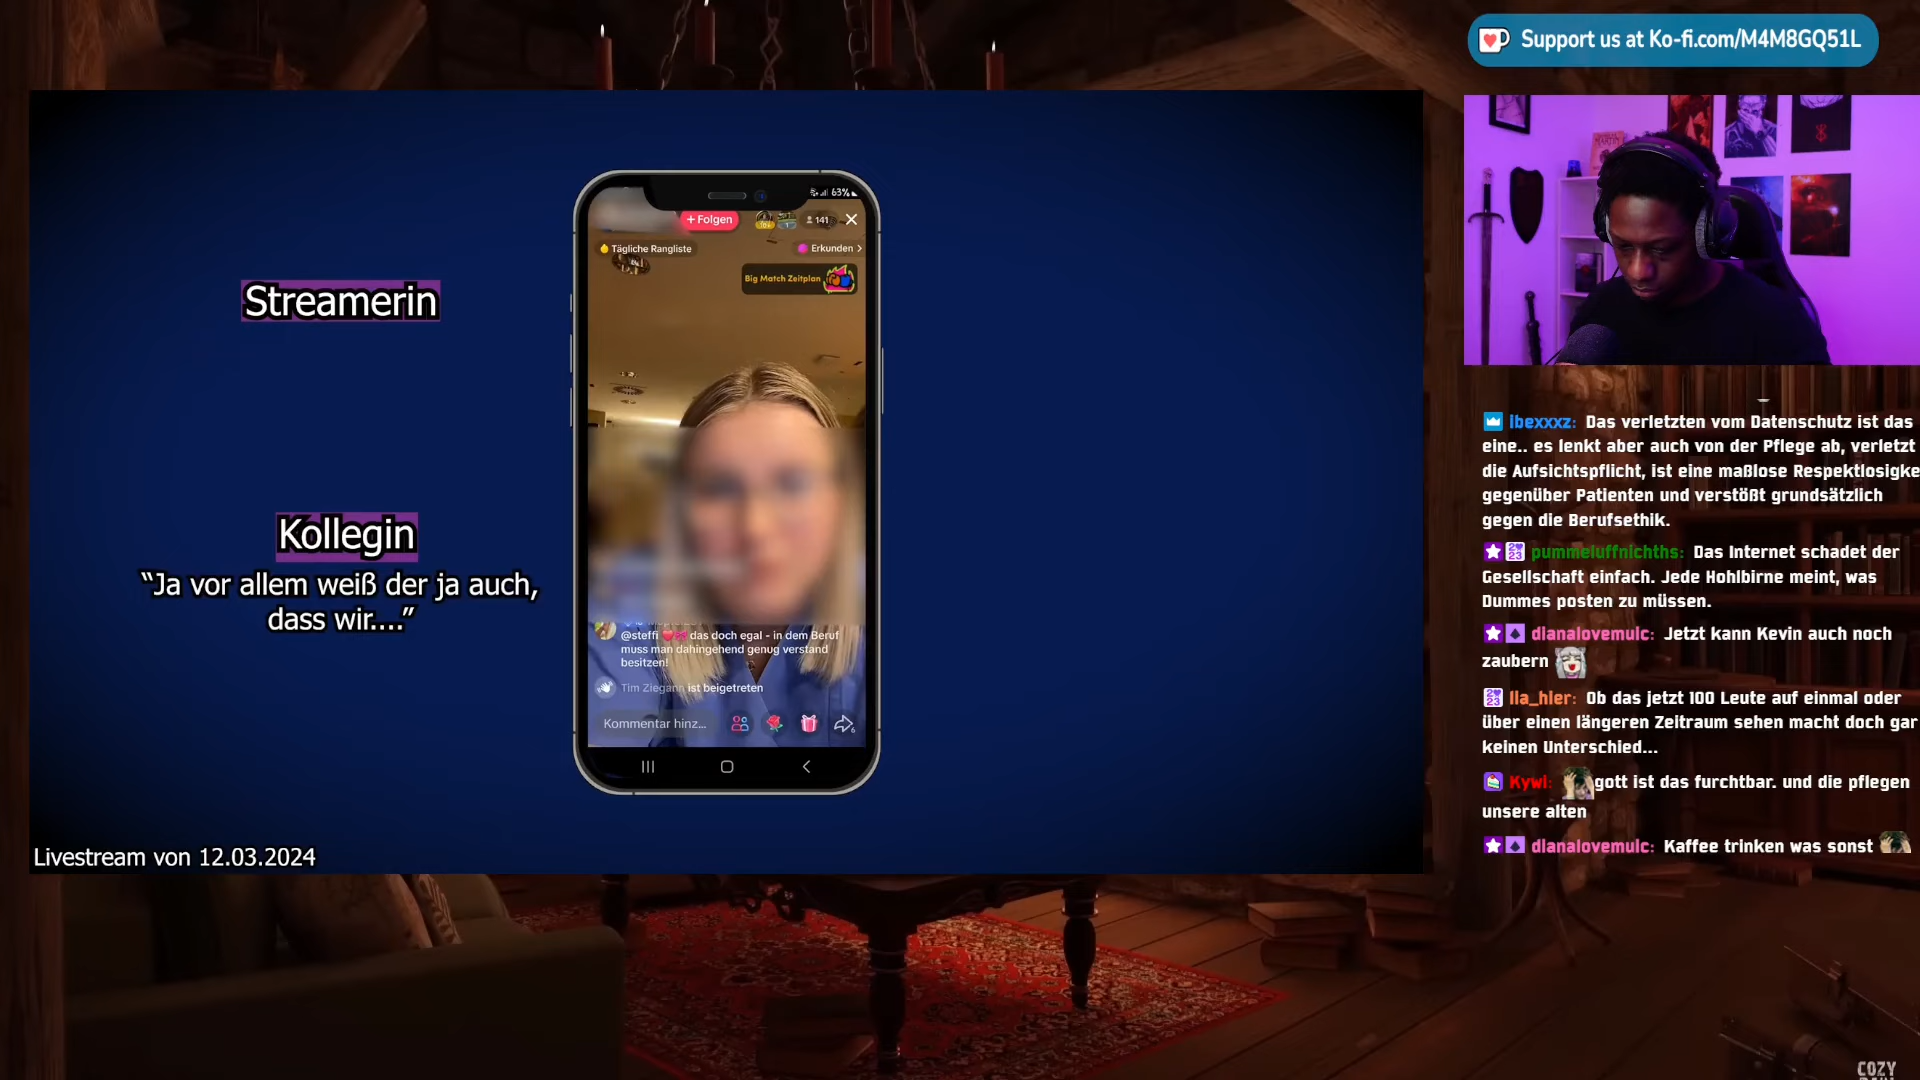 Support us at Ko-fi.com/M4M8GQ51L
63%
+ Folgen
141
Tägliche Rangliste
Erkunden >
Big Match Zeitplan
Streamerin
Kollegin
“Ja vor allem weiß der ja auch,
dass wir....”
@steffi das doch egal - in dem Beruf
muss man dahingehend genug verstand
besitzen!
Tim Ziegann ist beigetreten
Kommentar hinz...
6
Livestream von 12.03.2024
ibexxxz: Das verletzten vom Datenschutz ist das
eine.. es lenkt aber auch von der Pflege ab, verletzt
die Aufsichtspflicht, ist eine maßlose Respektlosigke
gegenüber Patienten und verstößt grundsätzlich
gegen die Berufsethik.
pummeluffnichths: Das Internet schadet der
Gesellschaft einfach. Jede Hohlbirne meint, was
Dummes posten zu müssen.
dianalovemulc: Jetzt kann Kevin auch noch
zaubern
lla_hier: Ob das jetzt 100 Leute auf einmal oder
über einen längeren Zeitraum sehen macht doch gar
keinen Unterschied...
Kywi: gott ist das furchtbar. und die pflegen
unsere alten
dianalovemulc: Kaffee trinken was sonst
COZY